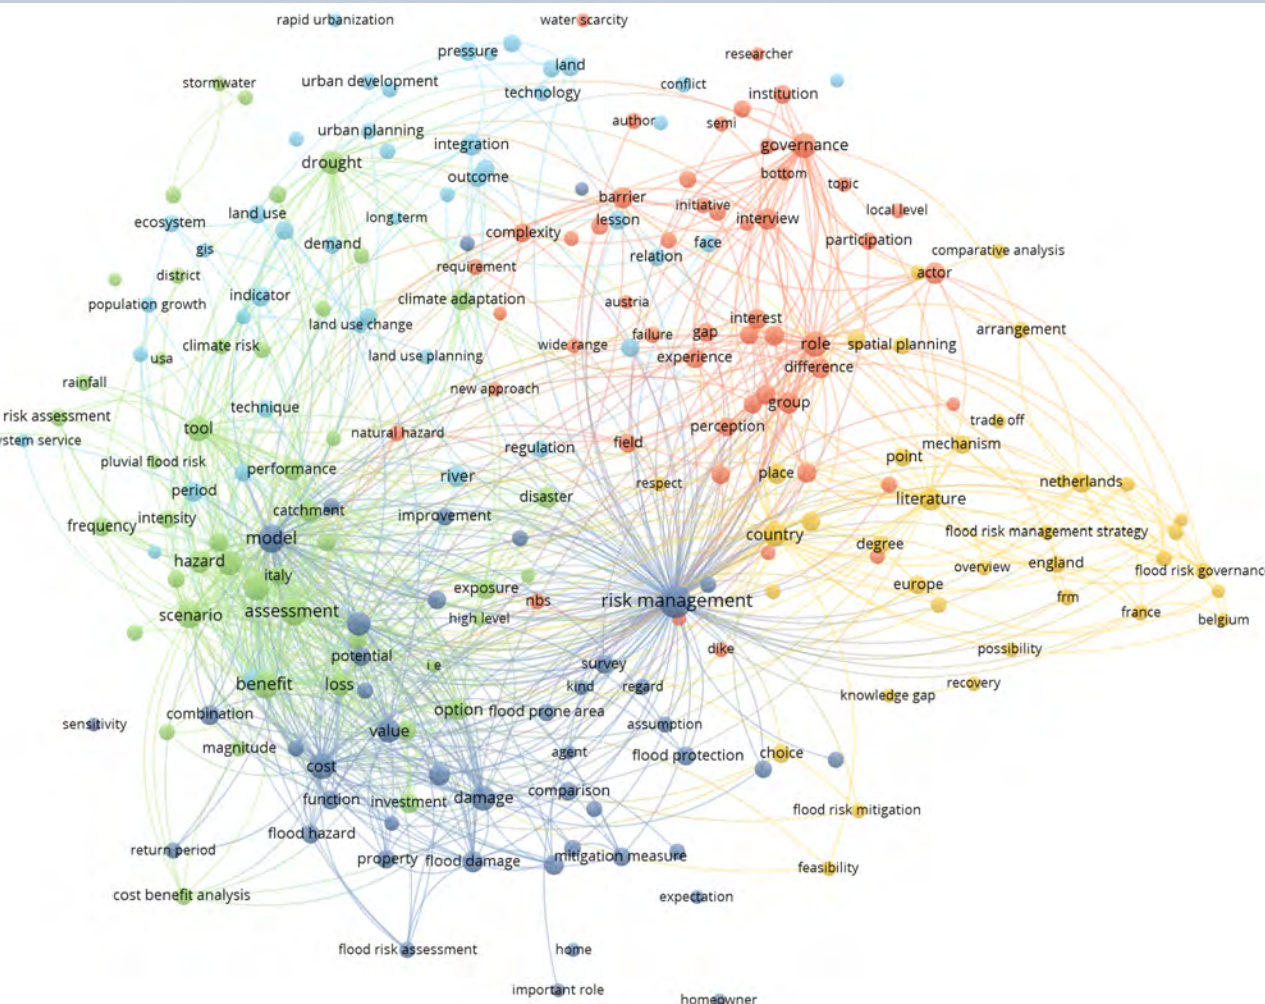 rapid urbanization
water scarcity
pressure
researcher
land
stormwater
urban development
technology
conflict
institution
author
semi
urban planning
integration
governance
drought
outcome
bottom
topic
barrier
initiative
local level
ecosystem
land use
long term
lesson
interview
complexity
gis
demand
relation
face
participation
comparative analysis
requirement
district
actor
population growth
indicator
climate adaptation
austria
land use change
interest
arrangement
failure
gap
climate risk
wide range
role
spatial planning
usa
land use planning
experience
difference
rainfall
new approach
risk assessment
technique
group
trade off
tool
natural hazard
perception
ystem service
regulation
field
mechanism
pluvial flood risk
performance
river
point
period
respect
place
netherlands
disaster
literature
catchment
improvement
intensity
frequency
model
country
flood risk management strategy
degree
hazard
italy
overview
england
flood risk governance
exposure
europe
nbs
risk management
frm
scenario
assessment
high level
france
belgium
dike
possibility
potential
i e
survey
benefit
loss
kind
regard
recovery
knowledge gap
combination
option
flood prone area
sensitivity
value
assumption
magnitude
agent
flood protection
choice
cost
function
investment
damage
comparison
flood risk mitigation
flood hazard
return period
property
flood damage
mitigation measure
feasibility
cost benefit analysis
expectation
flood risk assessment
home
important role
homeowner